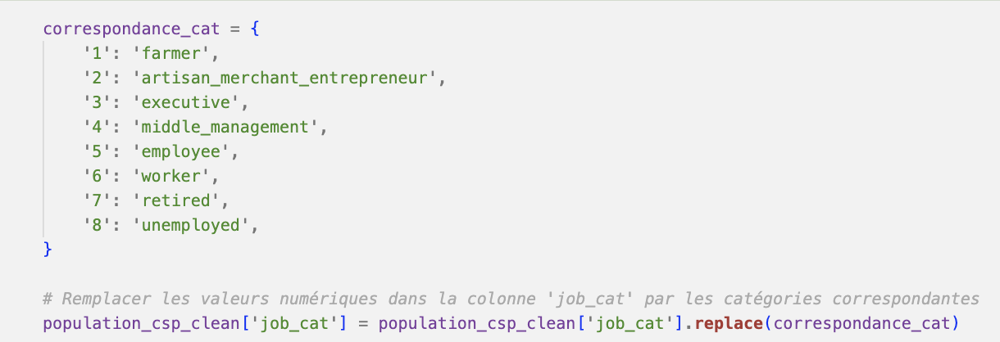 correspondance_cat = {
    '1': 'farmer',
    '2': 'artisan_merchant_entrepreneur',
    '3': 'executive',
    '4': 'middle_management',
    '5': 'employee',
    '6': 'worker',
    '7': 'retired',
    '8': 'unemployed',
}
# Remplacer les valeurs numériques dans la colonne 'job_cat' par les catégories correspondantes
population_csp_clean['job_cat'] = population_csp_clean['job_cat'].replace(correspondance_cat)